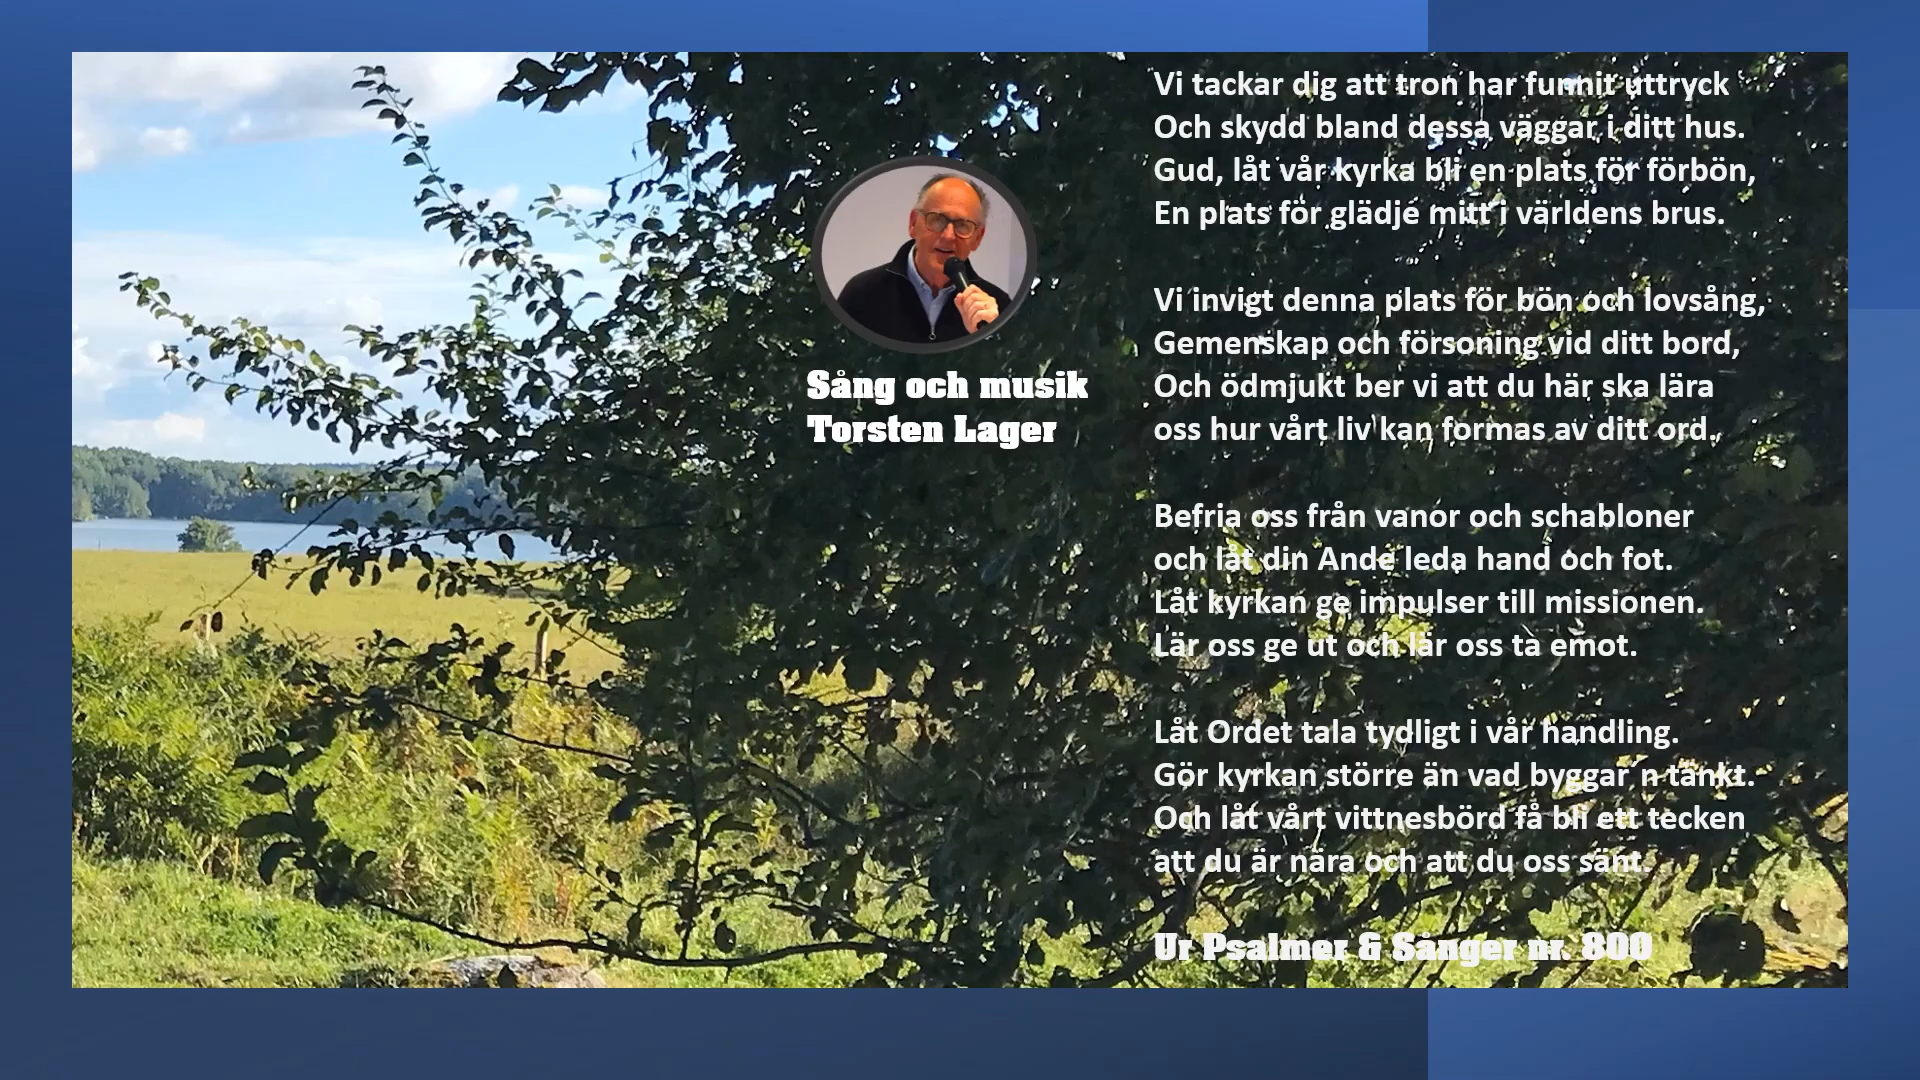 Sång och musik
Torsten Lager
Vi tackar dig att tron har funnit uttryck
Och skydd bland dessa väggar i ditt hus.
Gud, låt vår kyrka bli en plats för förbön,
En plats för glädje mitt i världens brus.
Vi invigt denna plats för bön och lovsång,
Gemenskap och försoning vid ditt bord,
Och ödmjukt ber vi att du här ska lära
oss hur vårt liv kan formas av ditt ord.
Befria oss från vanor och schabloner
och låt din Ande leda hand och fot.
Låt kyrkan ge impulser till missionen.
Lär oss ge ut och lär oss ta emot.
Låt Ordet tala tydligt i vår handling.
Gör kyrkan större än vad byggar´n tänkt.
Och låt vårt vittnesbörd få bli ett tecken
att du är nära och att du oss sänt.
Ur Psalmer & Sånger nr. 800